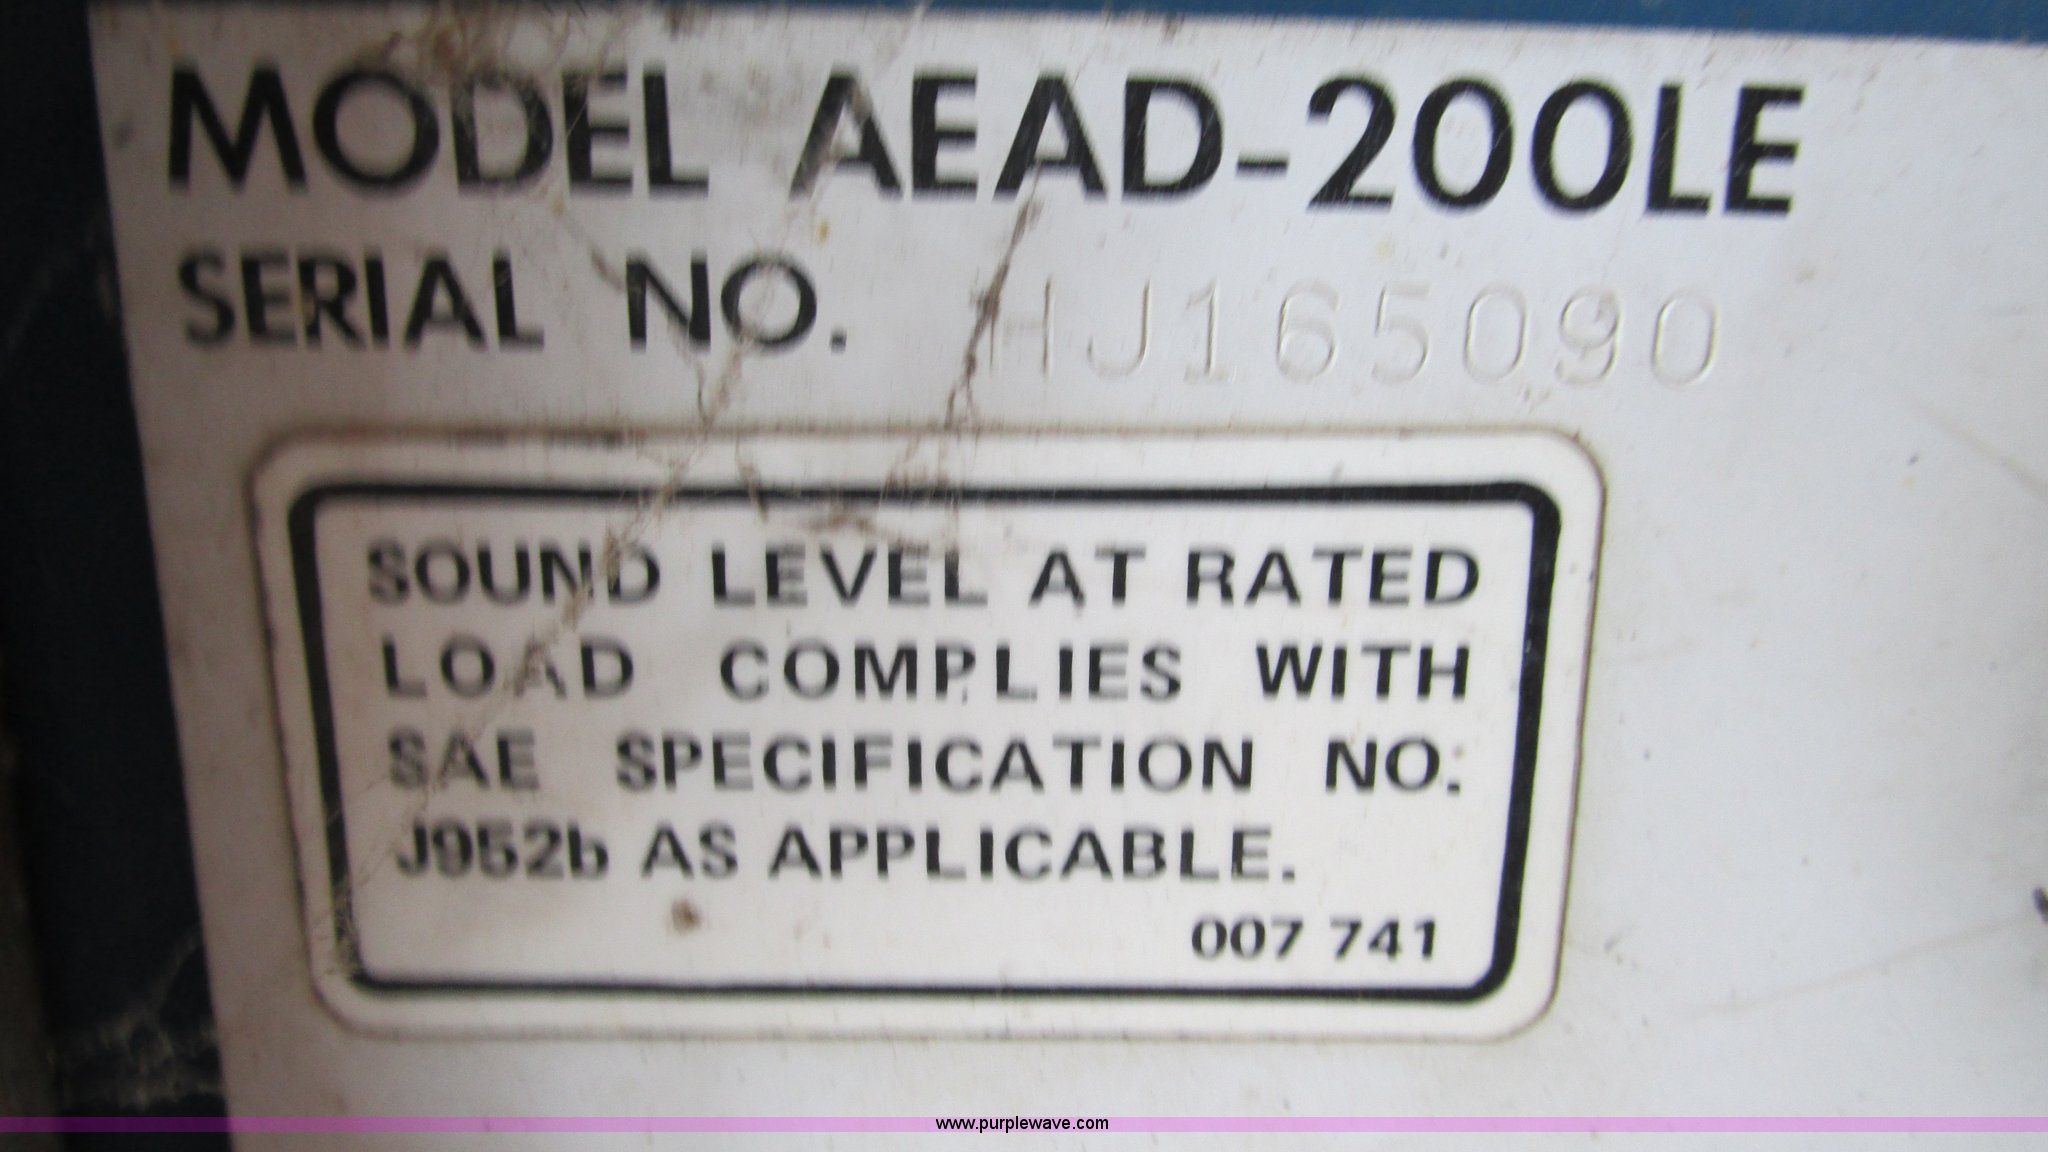 MODEL AEAD-200LE
SERIAL NO. HJ165090
SOUND LEVEL AT RATED
LOAD COMPLIES WITH
SAE SPECIFICATION NO.
J952b AS APPLICABLE.
007 741
www.purplewave.com